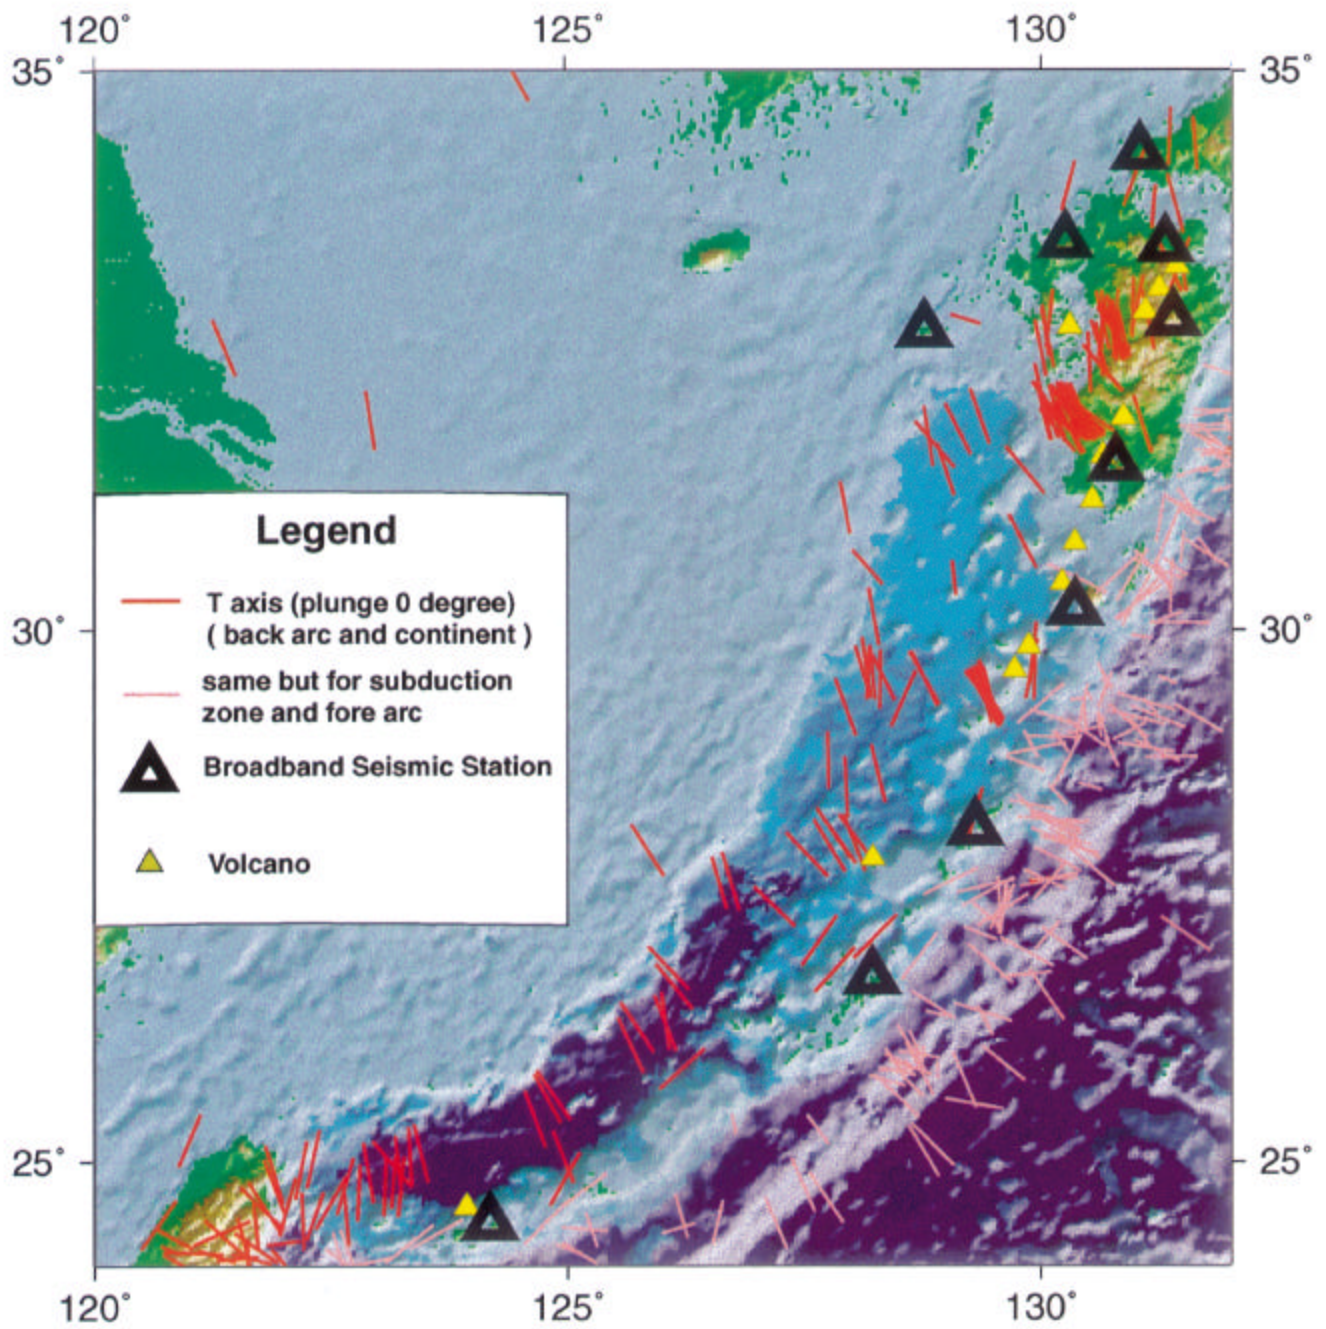 120° 125° 130°
35° 35°
Legend
T axis (plunge 0 degree)
( back arc and continent )
same but for subduction
zone and fore arc
Broadband Seismic Station
Volcano
30° 30°
25° 25°
120° 125° 130°